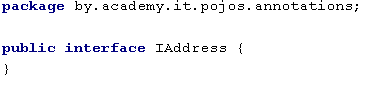 package by.academy.it.pojos.annotations;
public interface IAddress {
}